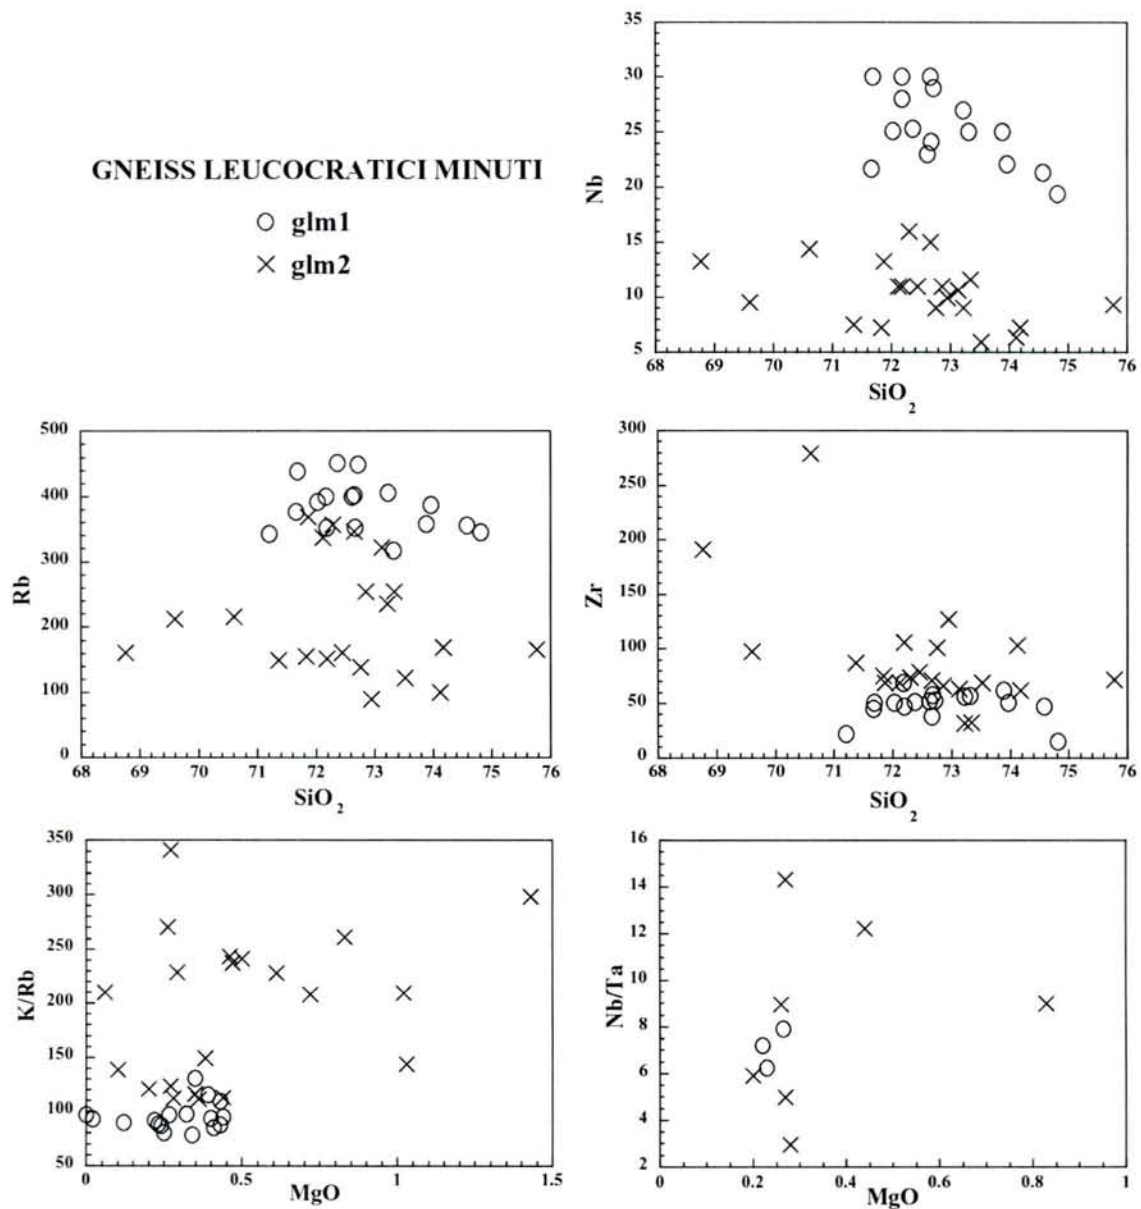 GNEISS LEUCOCRATICI MINUTI
glm1
glm2
35
30
25
20
15
10
5
Nb
68 69 70 71 72 73 74 75 76
SiO2
500
400
300
200
100
0
Rb
68 69 70 71 72 73 74 75 76
SiO2
300
250
200
150
100
50
0
Zr
68 69 70 71 72 73 74 75 76
SiO2
350
300
250
200
150
100
50
K/Rb
0 0.5 1 1.5
MgO
16
14
12
10
8
6
4
2
Nb/Ta
0 0.2 0.4 0.6 0.8 1
MgO